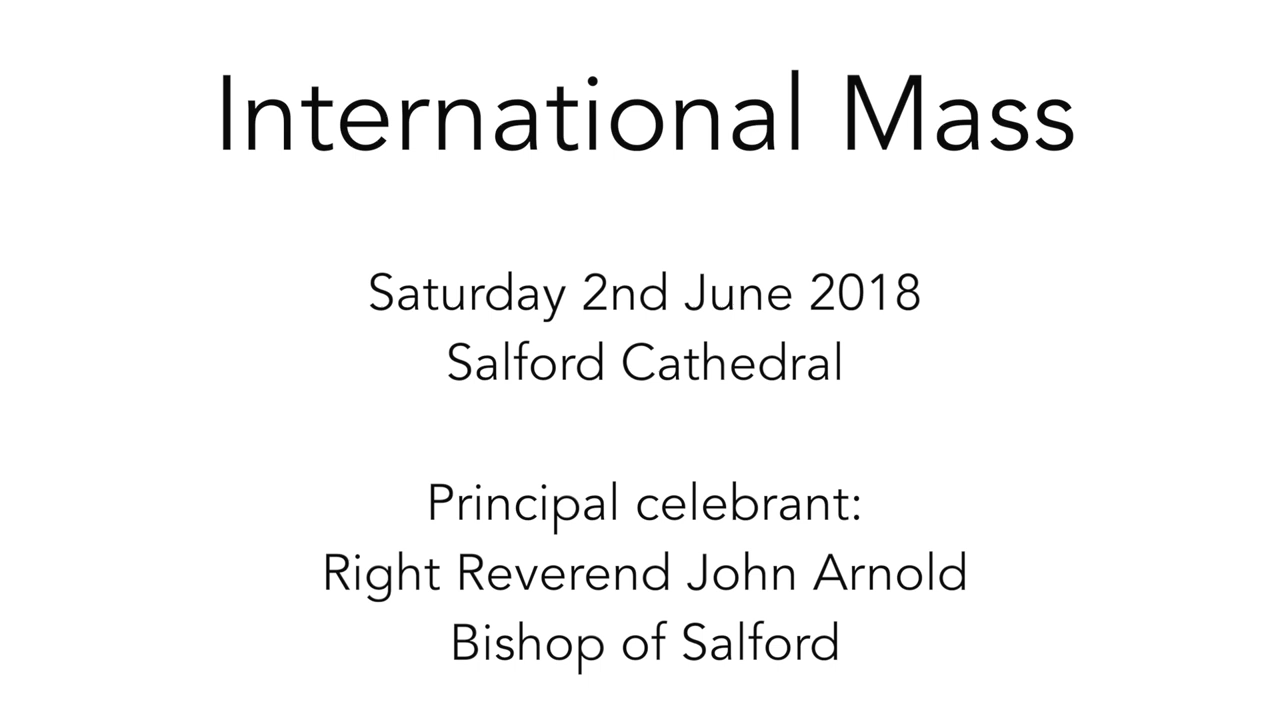 International Mass
Saturday 2nd June 2018
Salford Cathedral
Principal celebrant:
Right Reverend John Arnold
Bishop of Salford